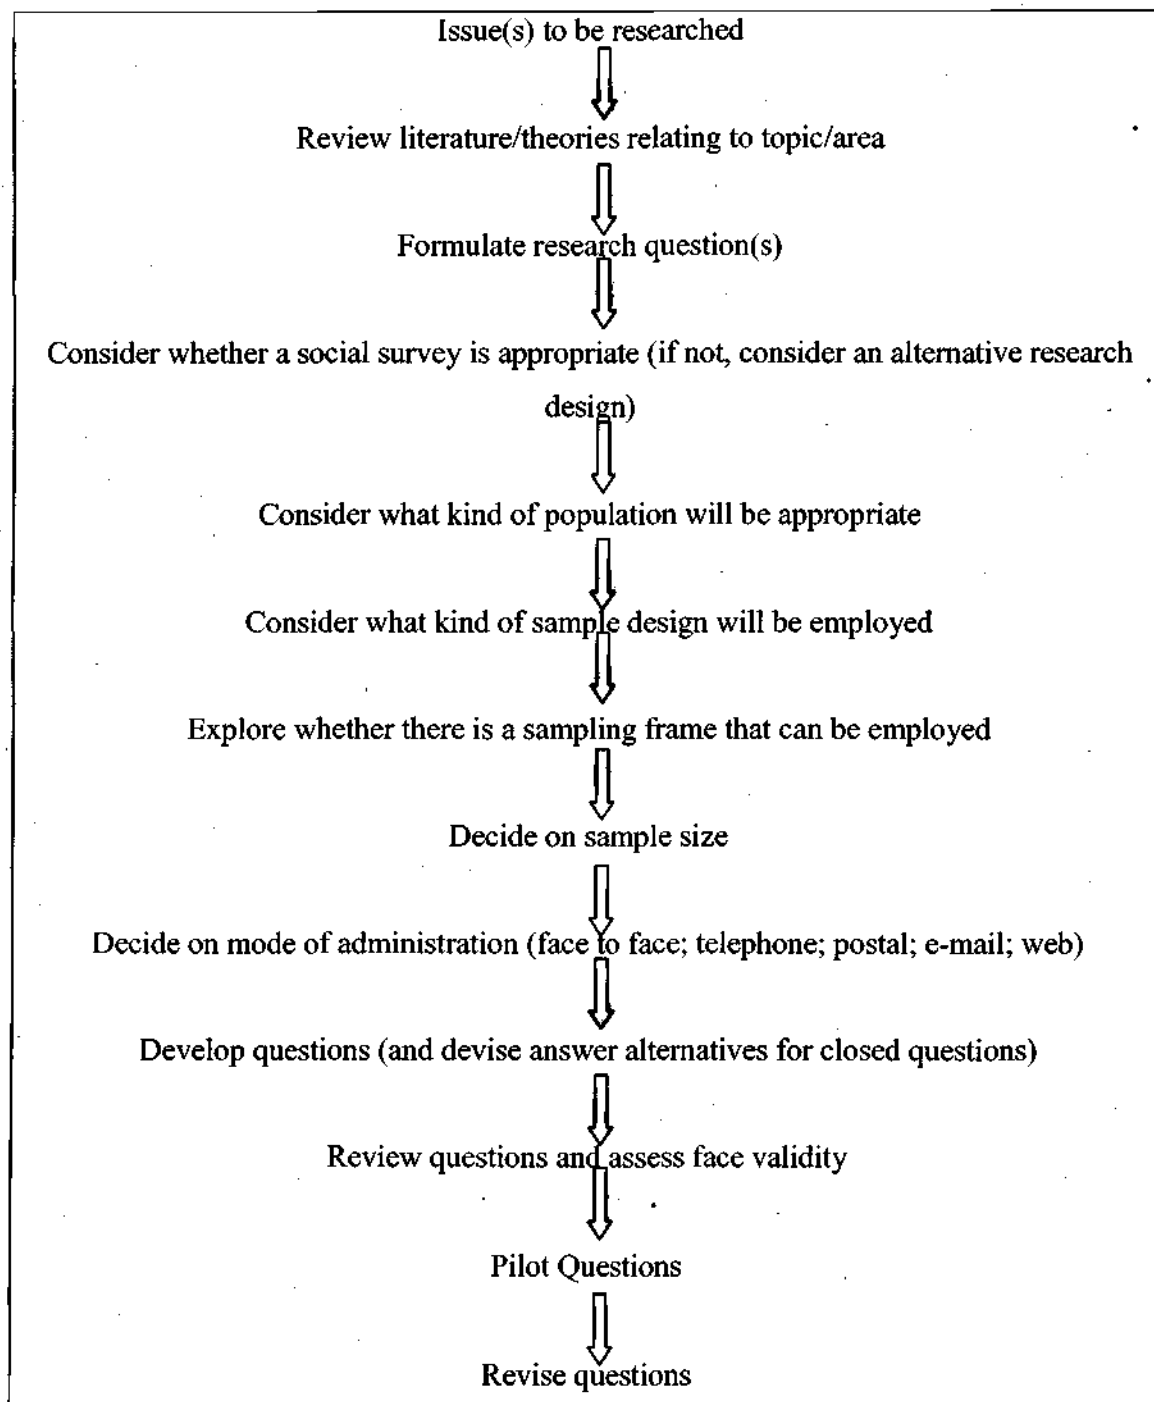 Issue(s) to be researched
Review literature/theories relating to topic/area
Formulate research question(s)
Consider whether a social survey is appropriate (if not, consider an alternative research
design)
Consider what kind of population will be appropriate
Consider what kind of sample design will be employed
Explore whether there is a sampling frame that can be employed
Decide on sample size
Decide on mode of administration (face to face; telephone; postal; e-mail; web)
Develop questions (and devise answer alternatives for closed questions)
Review questions and assess face validity
Pilot Questions
Revise questions